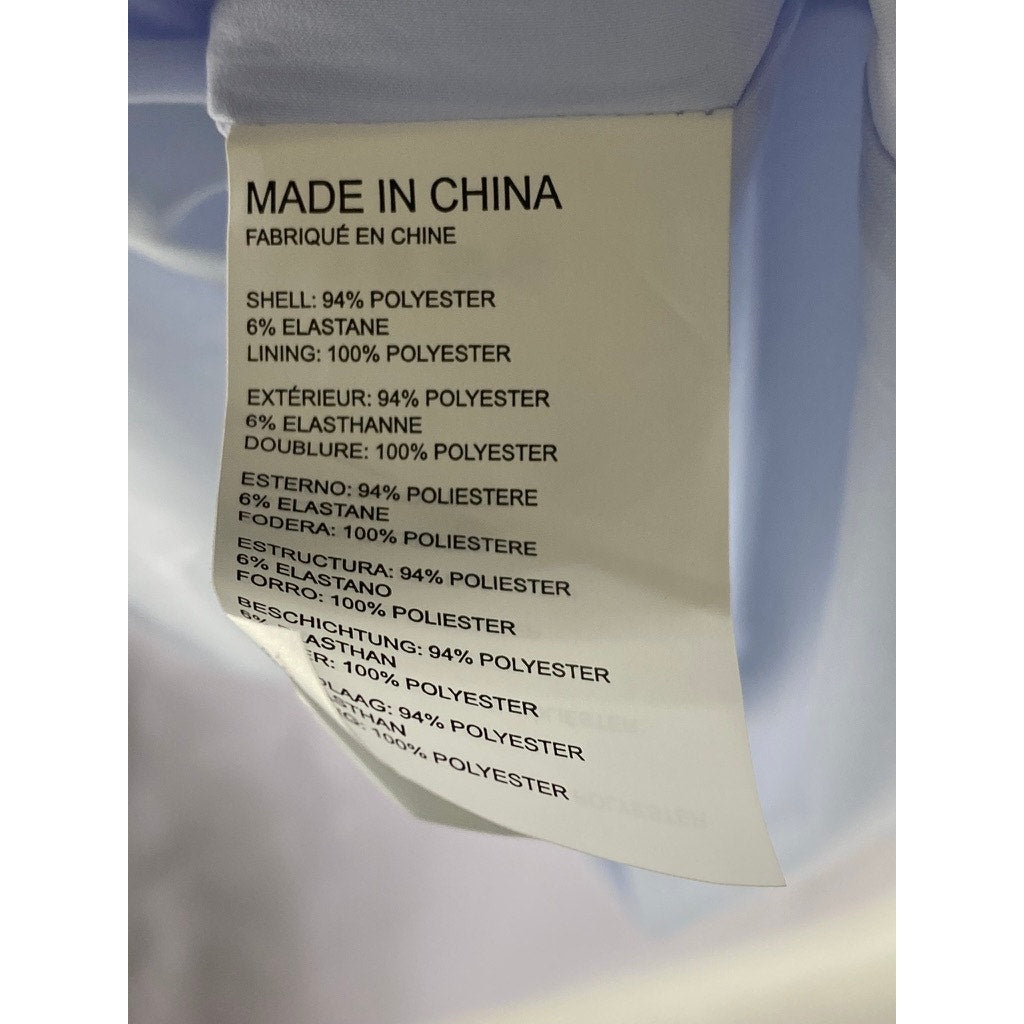 MADE IN CHINA
FABRIQUÉ EN CHINE
SHELL: 94% POLYESTER
6% ELASTANE
LINING: 100% POLYESTER
EXTÉRIEUR: 94% POLYESTER
6% ELASTHANNE
DOUBLURE: 100% POLYESTER
ESTERNO: 94% POLIESTERE
6% ELASTANE
FODERA: 100% POLIESTERE
ESTRUCTURA: 94% POLIESTER
6% ELASTANO
FORRO: 100% POLIESTER
BESCHICHTUNG: 94% POLYESTER
6%
100% POLYESTER
94% POLYESTER
100% POLYESTER